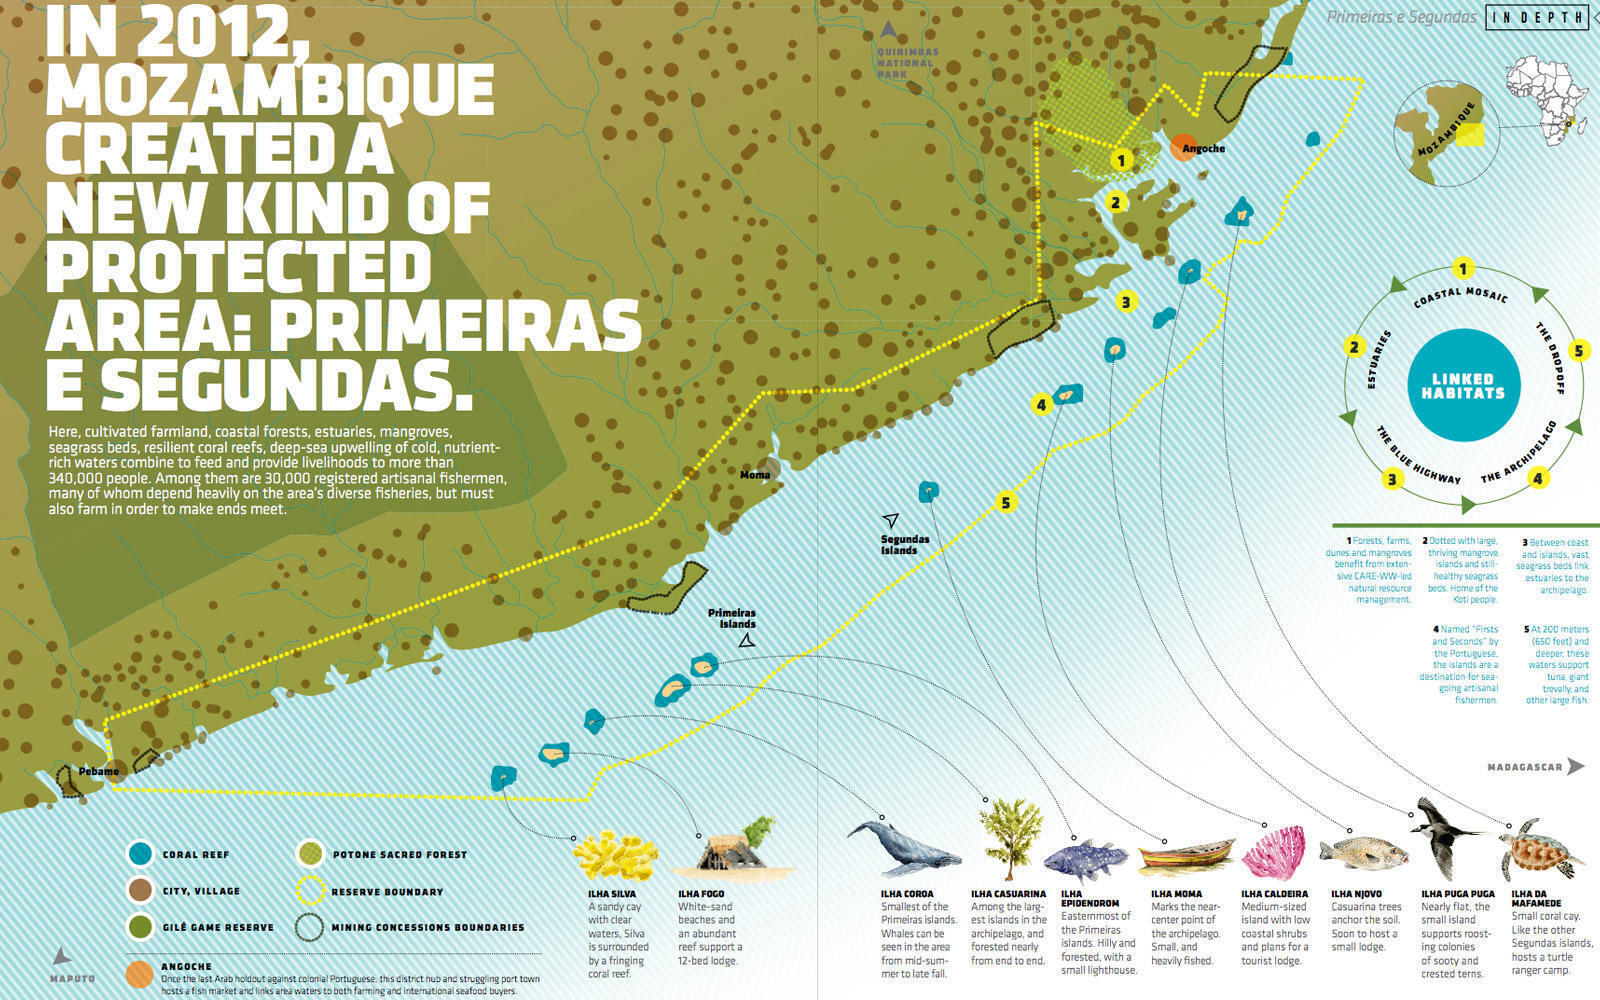 IN 2012,
MOZAMBIQUE
CREATED A
NEW KIND OF
PROTECTED
AREA: PRIMEIRAS
E SEGUNDAS.
Here, cultivated farmland, coastal forests, estuaries, mangroves,
seagrass beds, resilient coral reefs, deep-sea upwelling of cold, nutrient-
rich waters combine to feed and provide livelihoods to more than
340,000 people. Among them are 30,000 registered artisanal fishermen,
many of whom depend heavily on the area's diverse fisheries, but must
also farm in order to make ends meet.
Primeiras e Segundas
IN DEPTH
QUIRIMBAS
NATIONAL
PARK
MOZAMBIQUE
Angoche
1
2
3
4
5
Moma
Segundas
Islands
Primeiras
Islands
Pebame
LINKED
HABITATS
1
COASTAL MOSAIC
2
ESTUARIES
3
THE BLUE HIGHWAY
4
THE ARCHIPELAGO
5
THE DROPOFF
1 Forests, farms,
dunes and mangroves
benefit from exten-
sive CARE-WW-led
natural resource
management.
2 Dotted with large,
thriving mangrove
islands and still-
healthy seagrass
beds. Home of the
Koti people.
3 Between coast
and islands, vast
seagrass beds link
estuaries to the
archipelago.
4 Named "Firsts
and Seconds" by
the Portuguese,
the islands are a
destination for sea-
going artisanal
fishermen.
5 At 200 meters
(650 feet) and
deeper, these
waters support
tuna, giant
trevally, and
other large fish.
MADAGASCAR
MAPUTO
CORAL REEF
CITY, VILLAGE
GILÉ GAME RESERVE
POTONE SACRED FOREST
RESERVE BOUNDARY
MINING CONCESSIONS BOUNDARIES
ANGOCHE
Once the last Arab holdout against colonial Portuguese, this district hub and struggling port town
hosts a fish market and links area waters to both farming and international seafood buyers.
ILHA SILVA
A sandy cay
with clear
waters, Silva
is surrounded
by a fringing
coral reef.
ILHA FOGO
White-sand
beaches and
an abundant
reef support a
12-bed lodge.
ILHA COROA
Smallest of the
Primeiras islands.
Whales can be
seen in the area
from mid-sum-
mer to late fall.
ILHA CASUARINA
Among the larg-
est islands in the
archipelago, and
forested nearly
from end to end.
ILHA
EPIDENDROM
Easternmost of
the Primeiras
islands. Hilly and
forested, with a
small lighthouse.
ILHA MOMA
Marks the near-
center point of
the archipelago.
Small, and
heavily fished.
ILHA CALDEIRA
Medium-sized
island with low
coastal shrubs
and plans for a
tourist lodge.
ILHA NJOVO
Casuarina trees
anchor the soil.
Soon to host a
small lodge.
ILHA PUGA PUGA
Nearly flat, the
small island
supports roost-
ing colonies
of sooty and
crested terns.
ILHA DA
MAFAMEDE
Small coral cay.
Like the other
Segundas islands,
hosts a turtle
ranger camp.